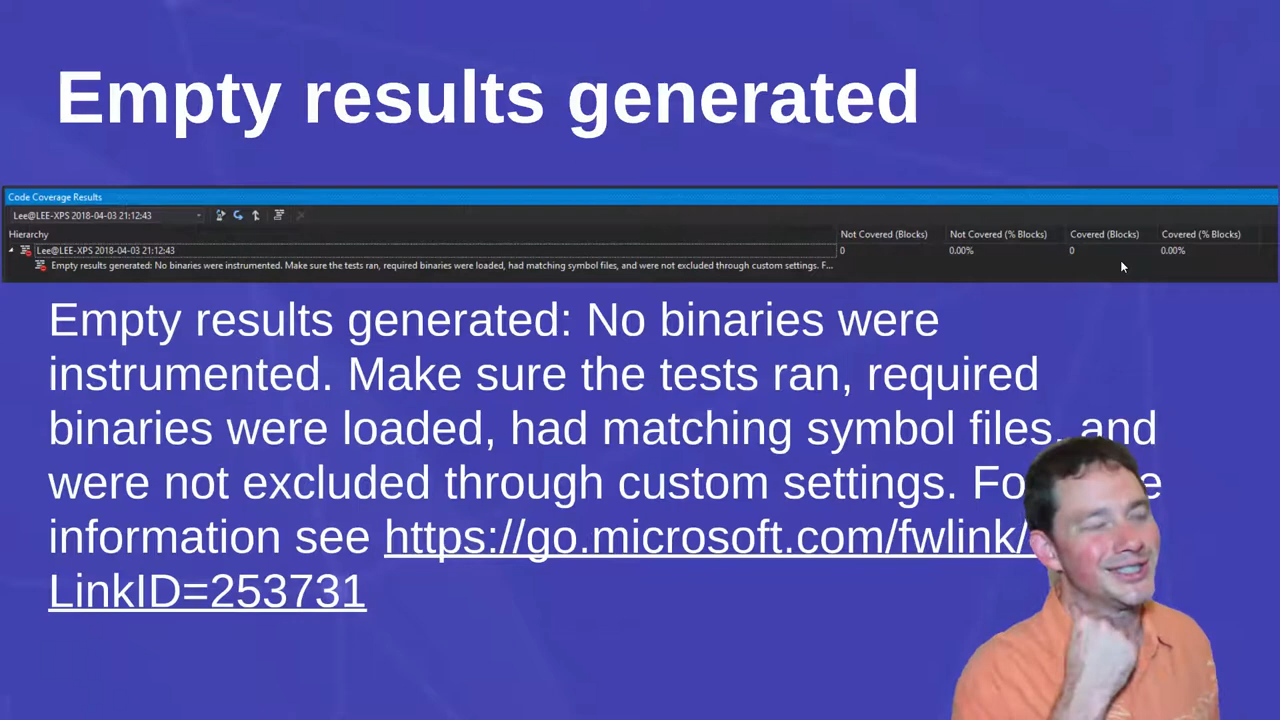 Empty results generated
Code Coverage Results
Lee@LEE-XPS 2018-04-03 21:12:43
Hierarchy Not Covered (Blocks) Not Covered (% Blocks) Covered (Blocks) Covered (% Blocks)
Lee@LEE-XPS 2018-04-03 21:12:43 0 0.00% 0 0.00%
Empty results generated: No binaries were instrumented. Make sure the tests ran, required binaries were loaded, had matching symbol files, and were not excluded through custom settings. F...
Empty results generated: No binaries were
instrumented. Make sure the tests ran, required
binaries were loaded, had matching symbol files, and
were not excluded through custom settings.
information see https://go.microsoft.com/fwlink/
LinkID=253731